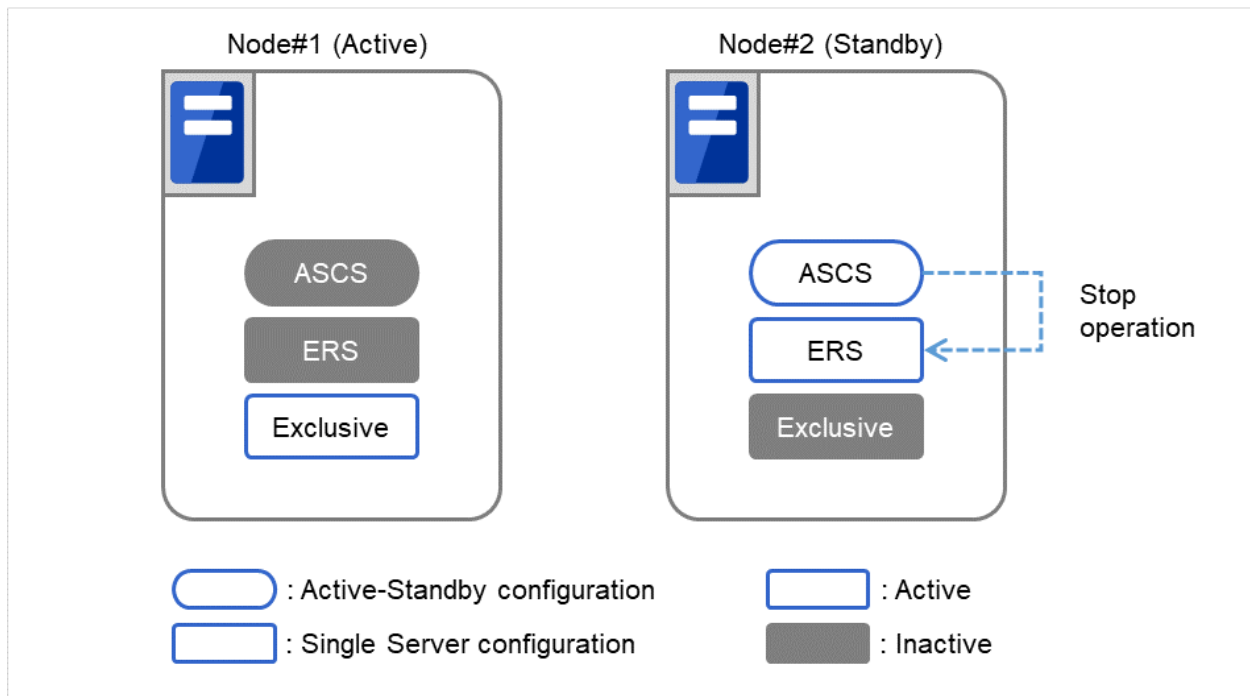 Node#1 (Active)
Node#2 (Standby)
ASCS
ERS
Exclusive
ASCS
ERS
Exclusive
Stop
operation
: Active-Standby configuration
: Active
: Single Server configuration
: Inactive